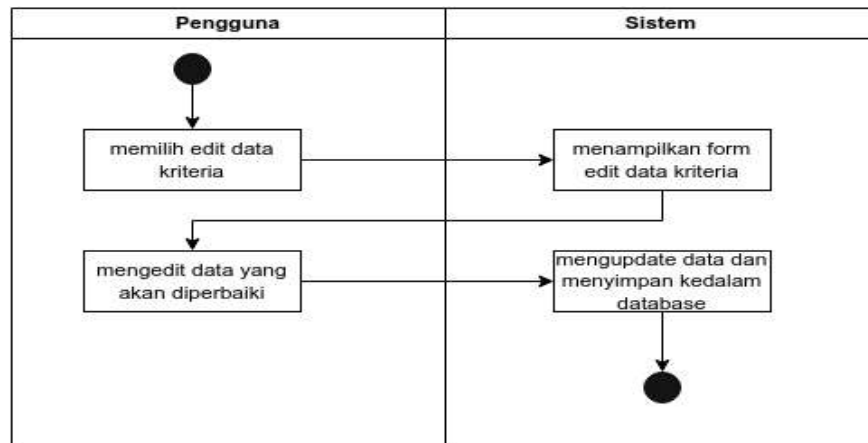 Pengguna
Sistem
memilih edit data
kriteria
menampilkan form
edit data kriteria
mengedit data yang
akan diperbaiki
mengupdate data dan
menyimpan kedalam
database